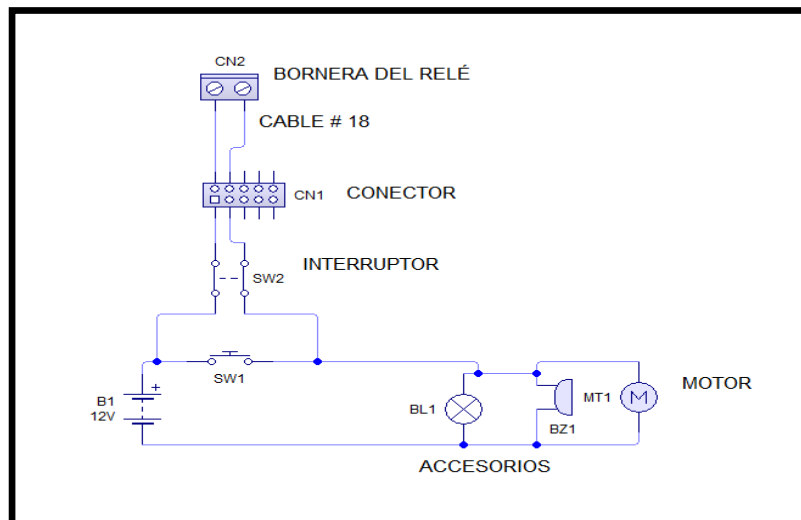 CN2
BORNERA DEL RELÉ
CABLE # 18
CN1
CONECTOR
INTERRUPTOR
SW2
SW1
B1
+
12V
BL1
BZ1
MT1
M
MOTOR
ACCESORIOS